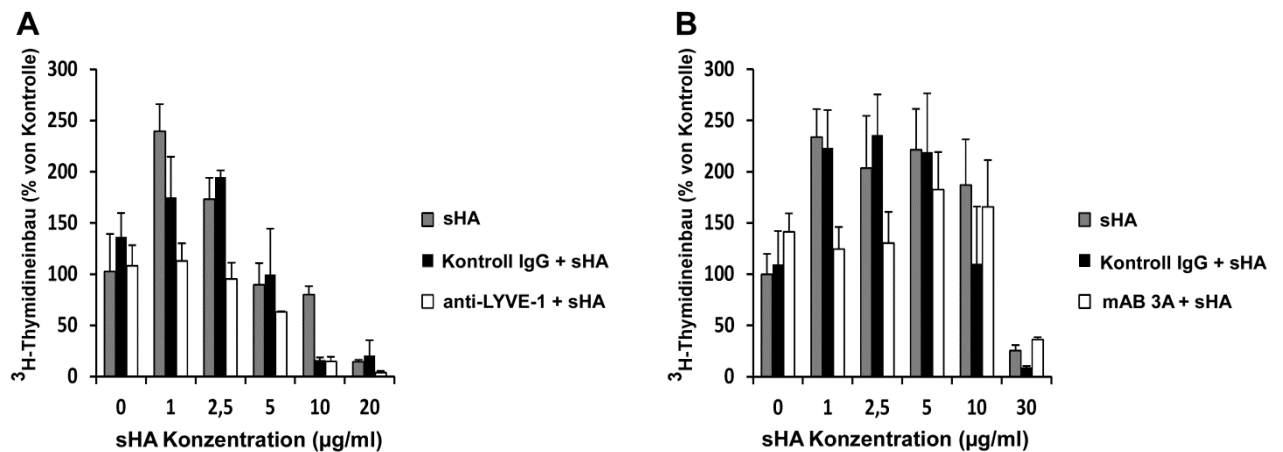 A
³H-Thymidineinbau (% von Kontrolle)
300
250
200
150
100
50
0
0 1 2,5 5 10 20
sHA Konzentration (µg/ml)
sHA
Kontroll IgG + sHA
anti-LYVE-1 + sHA
B
³H-Thymidineinbau (% von Kontrolle)
300
250
200
150
100
50
0
0 1 2,5 5 10 30
sHA Konzentration (µg/ml)
sHA
Kontroll IgG + sHA
mAB 3A + sHA